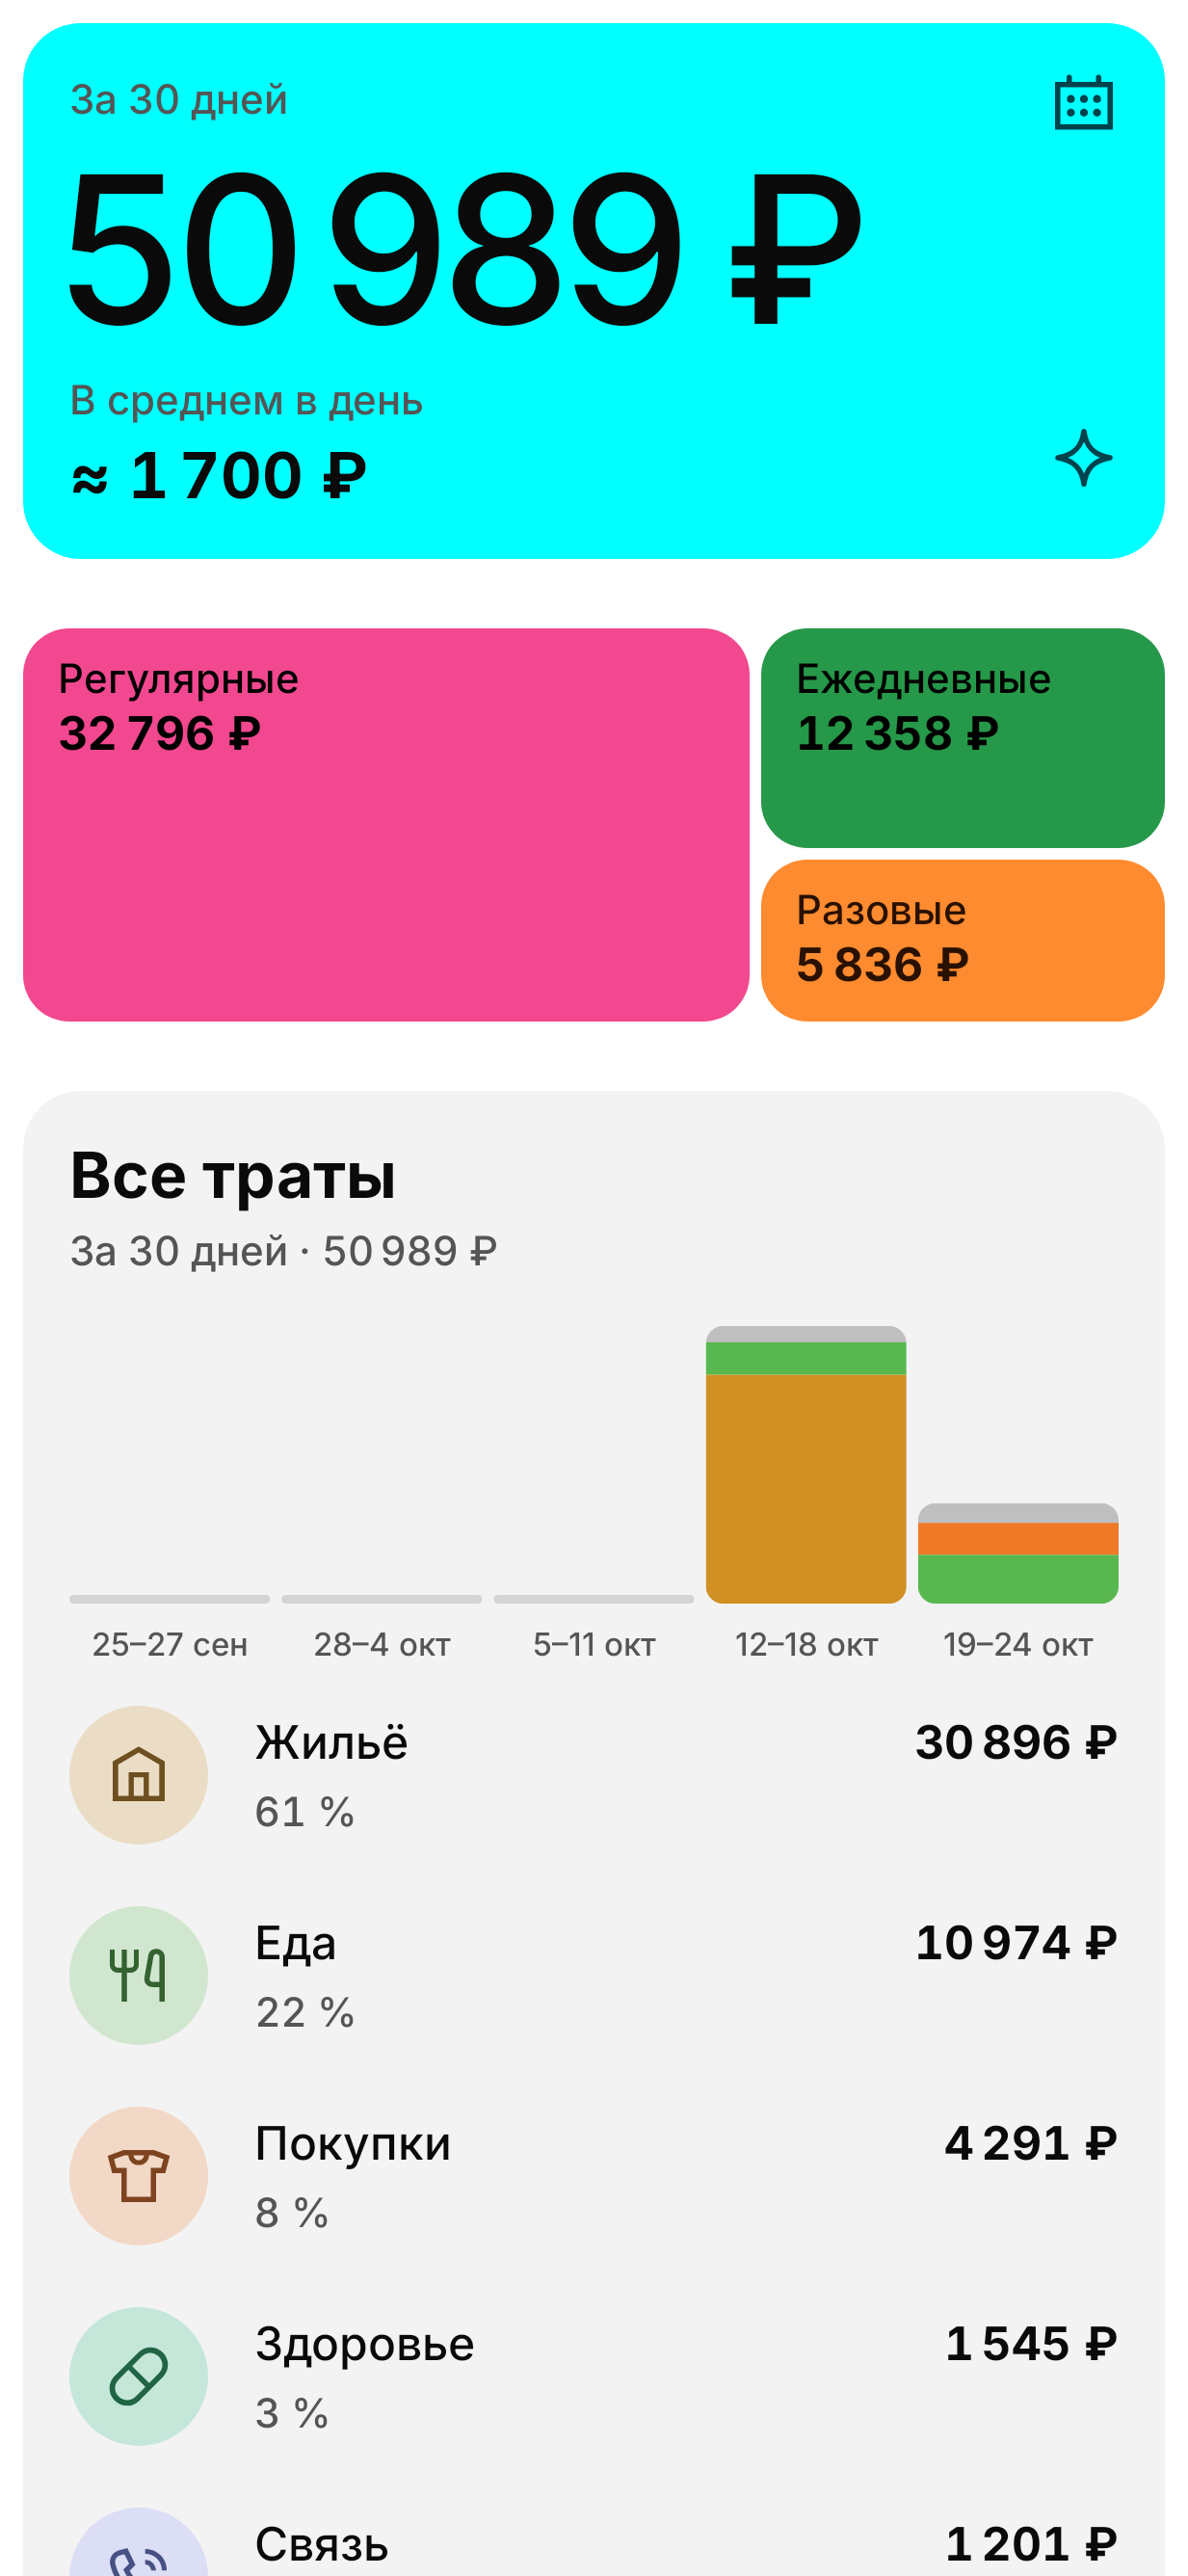 За 30 дней
50 989 ₽
В среднем в день
≈ 1 700 ₽
Регулярные
32 796 ₽
Ежедневные
12 358 ₽
Разовые
5 836 ₽
Все траты
За 30 дней · 50 989 ₽
25–27 сен
28–4 окт
5–11 окт
12–18 окт
19–24 окт
Жильё
30 896 ₽
61 %
Еда
10 974 ₽
22 %
Покупки
4 291 ₽
8 %
Здоровье
1 545 ₽
3 %
Связь
1 201 ₽